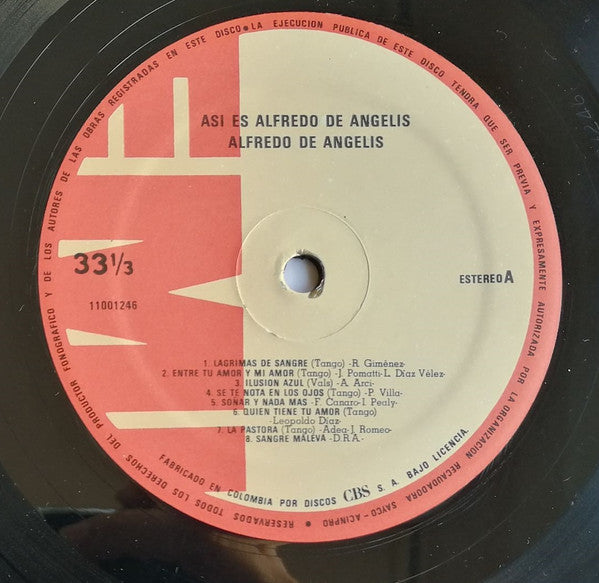 RESERVADOS TODOS LOS DERECHOS DEL PRODUCTOR FONOGRAFICO Y DE LOS AUTORES DE LAS OBRAS REGISTRADAS EN ESTE DISCO ● LA EJECUCION PUBLICA DE ESTE DISCO TENDRA QUE SER PREVIA Y EXPRESAMENTE AUTORIZADA POR LA ORGANIZACION RECAUDADORA SAYCO-ACINPRO ●
EMI
ASI ES ALFREDO DE ANGELIS
ALFREDO DE ANGELIS
33 1/3
11001246
ESTEREO A
1. LAGRIMAS DE SANGRE (Tango) -R. Giménez-
2. ENTRE TU AMOR Y MI AMOR (Tango) -J. Pomatti-L. Díaz Vélez-
3. ILUSION AZUL (Vals) -A. Arci-
4. SE TE NOTA EN LOS OJOS (Tango) -P. Villa-
5. SOÑAR Y NADA MAS -F. Canaro-I. Pealy-
6. QUIEN TIENE TU AMOR (Tango)
-Leopoldo Díaz-
7. LA PASTORA (Tango) -Adea-J. Romeo-
8. SANGRE MALEVA -D.R.A.-
FABRICADO EN COLOMBIA POR DISCOS CBS S. A. BAJO LICENCIA.